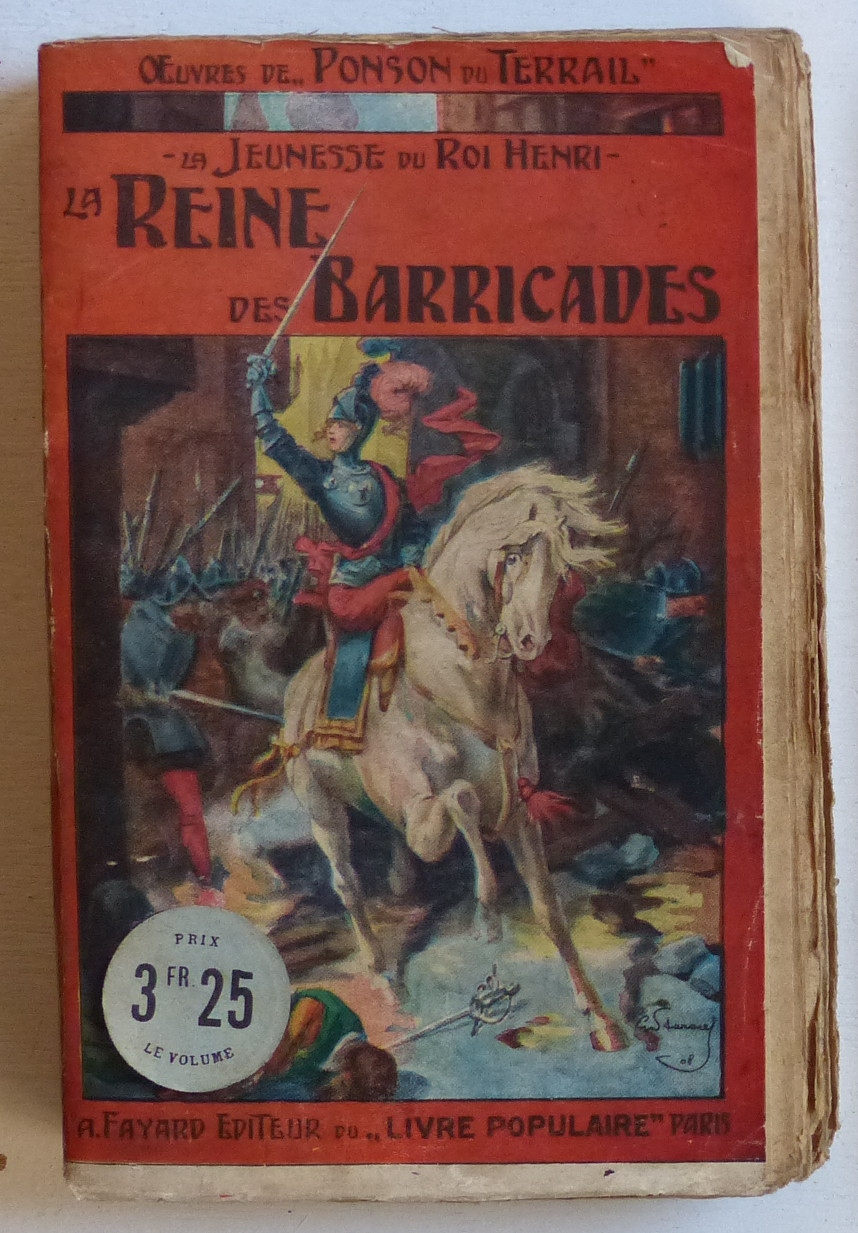 ŒUVRES DE „ PONSON DU TERRAIL"
- LA JEUNESSE DU ROI HENRI -
LA REINE
DES BARRICADES
PRIX
3 FR. 25
LE VOLUME
08
A. FAYARD EDITEUR DU „ LIVRE POPULAIRE" PARIS